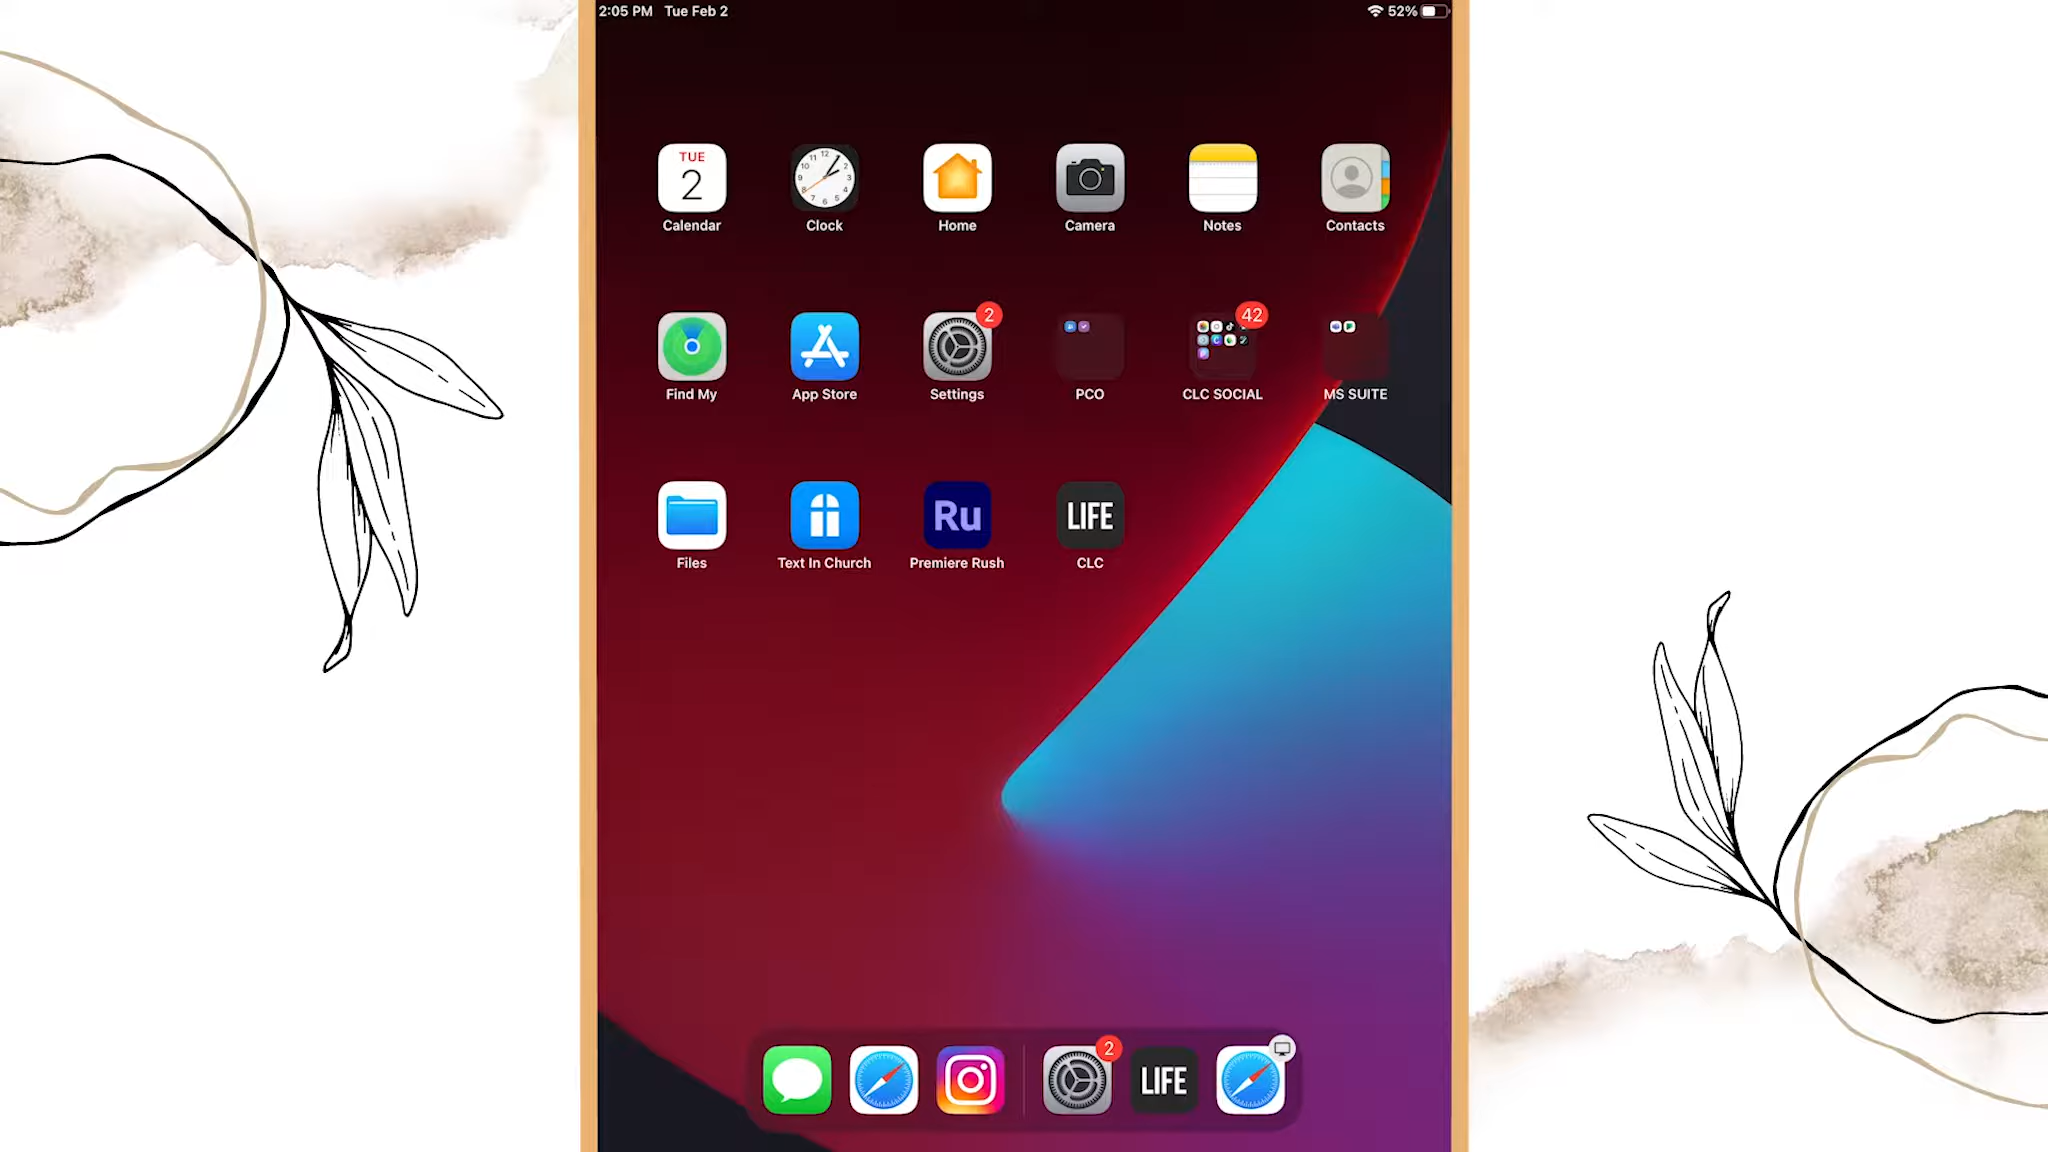 2:05 PM Tue Feb 2
52%
TUE
2
Calendar
Clock
Home
Camera
Notes
Contacts
2
42
Find My
App Store
Settings
PCO
CLC SOCIAL
MS SUITE
Ru
LIFE
Files
Text In Church
Premiere Rush
CLC
2
LIFE